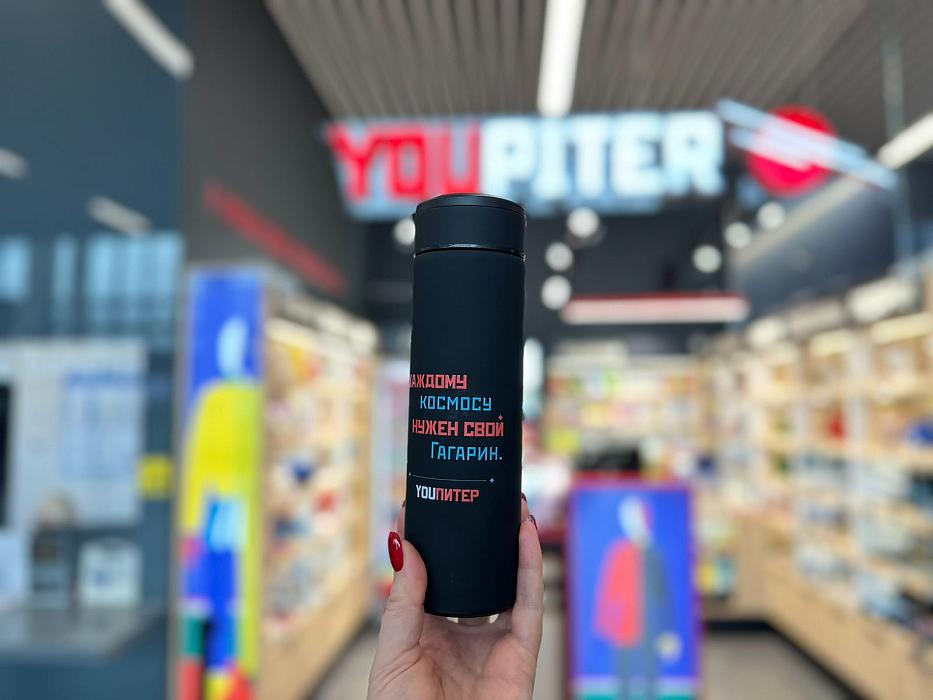 YOUPITER
КАЖДОМУ
КОСМОСУ
НУЖЕН СВОЙ
ГАГАРИН.
YOUПИТЕР